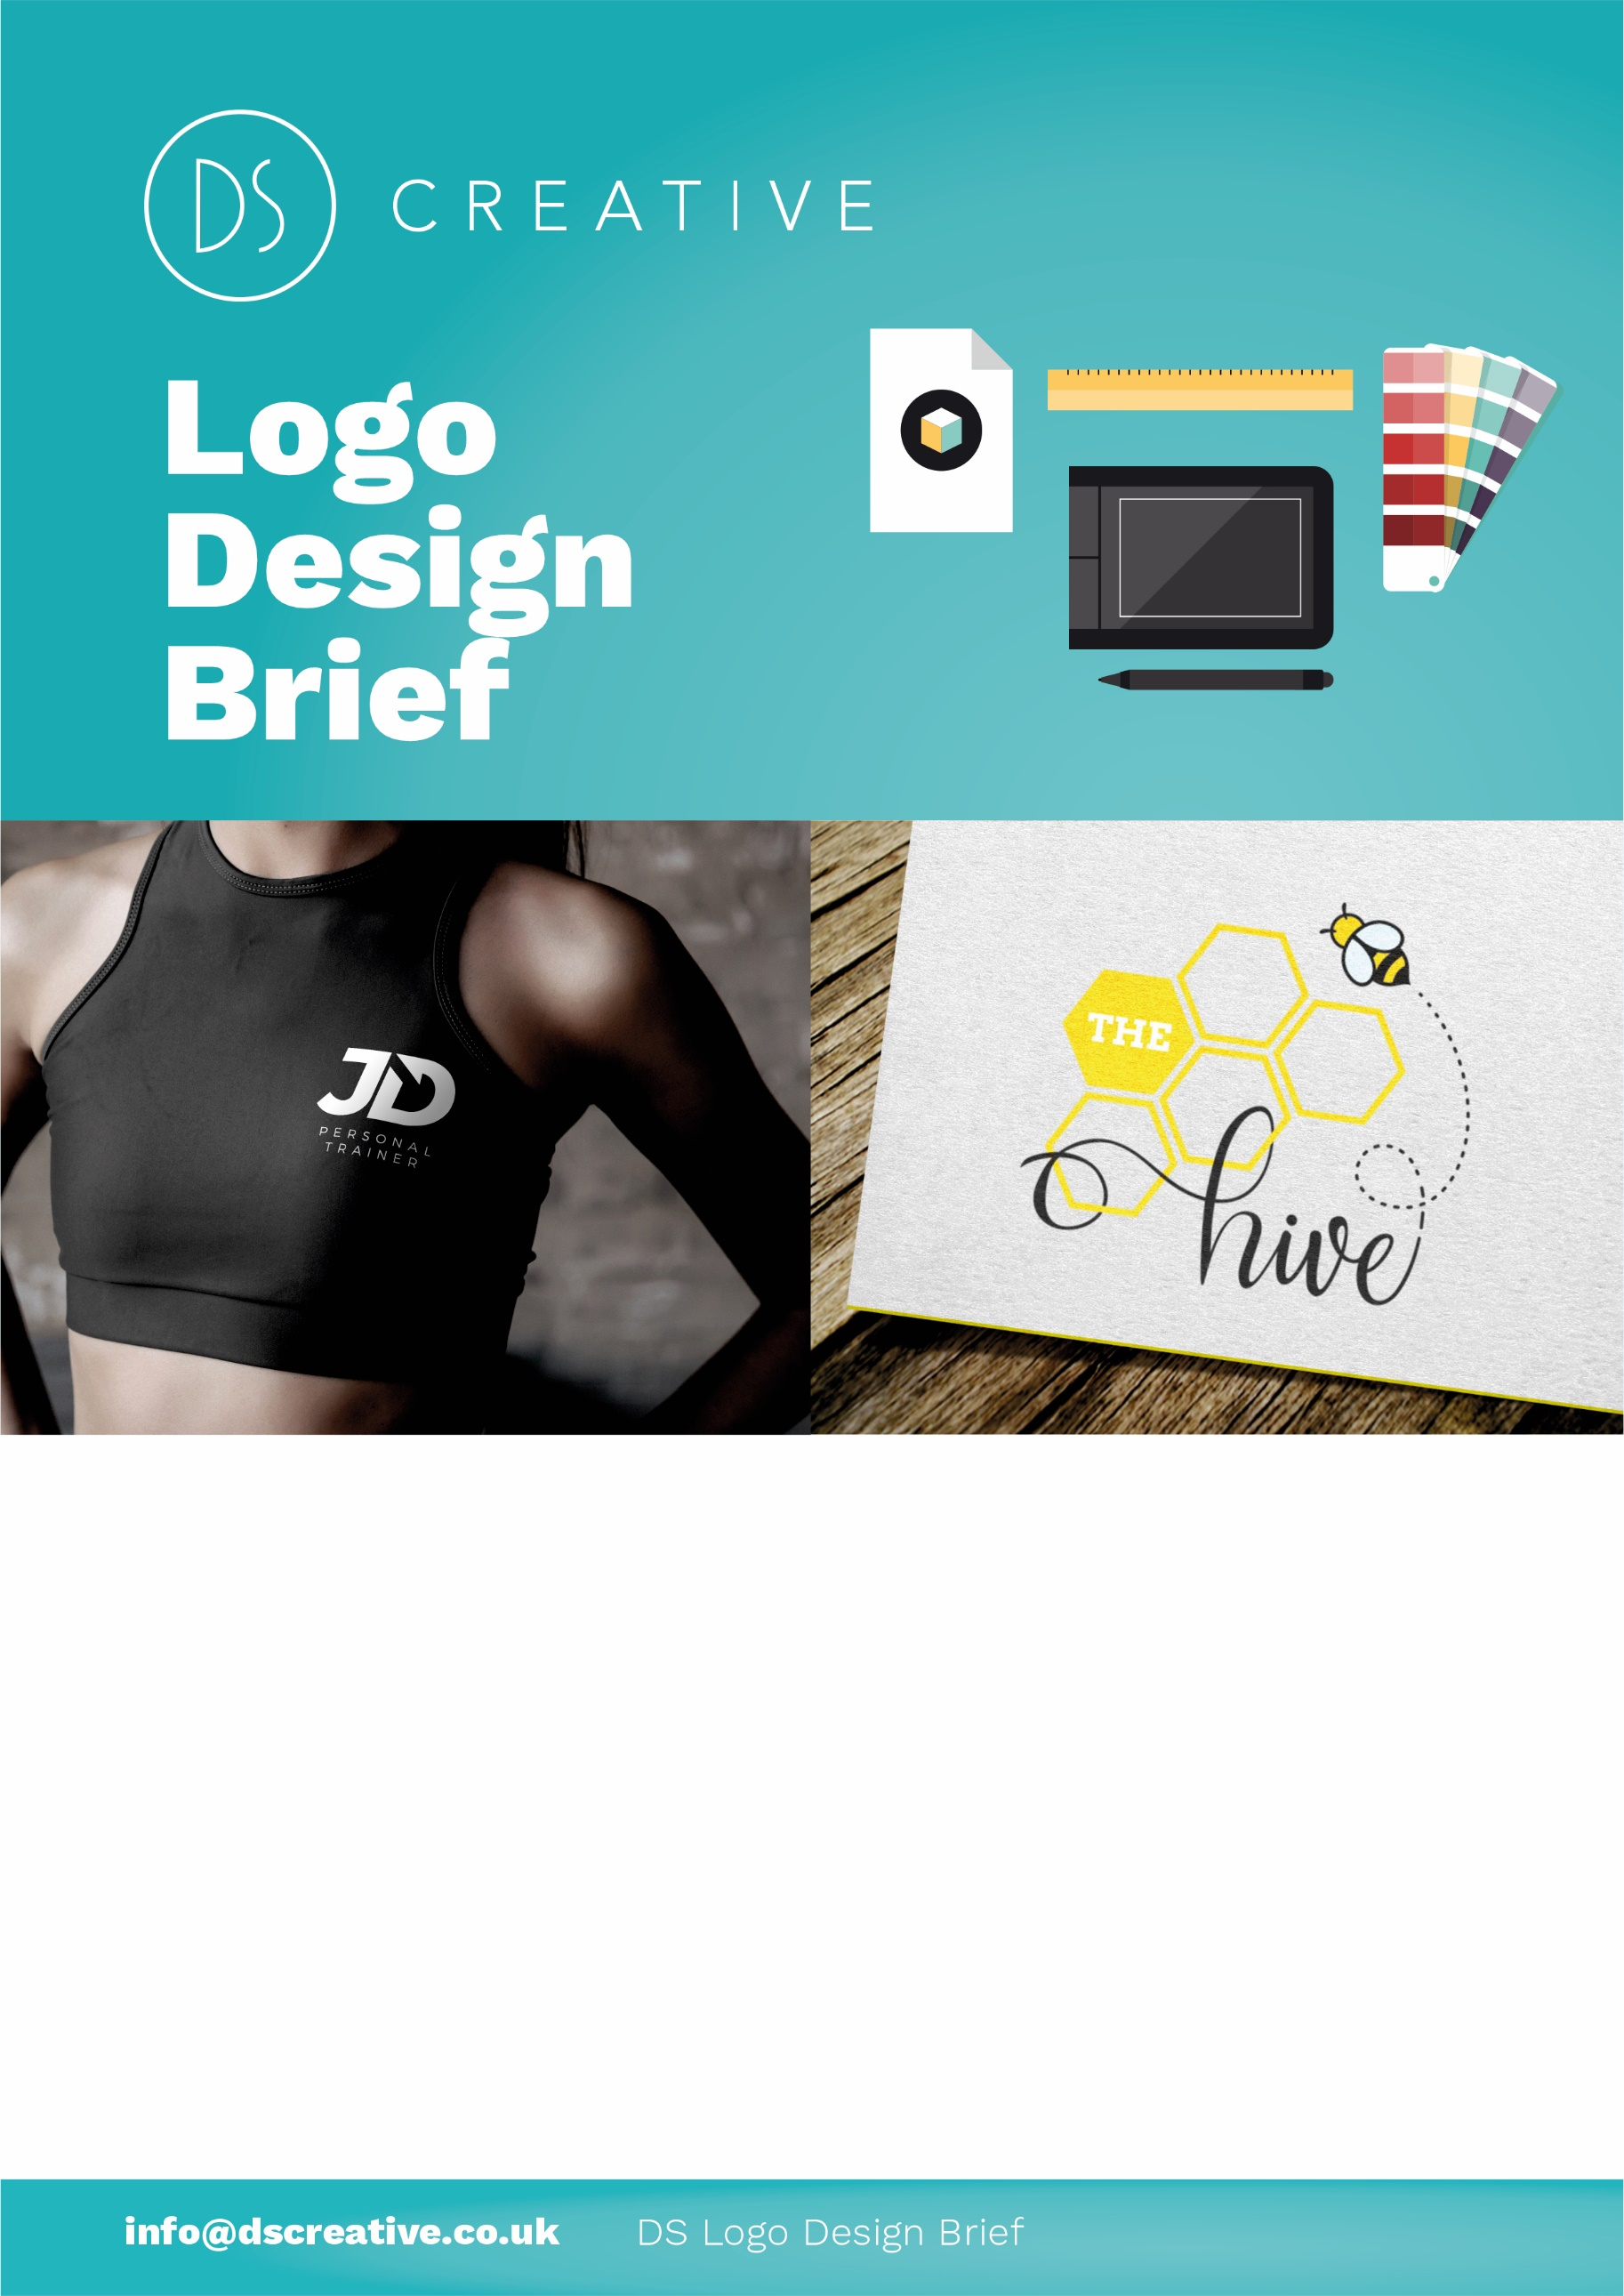 DS CREATIVE
Logo
Design
Brief
JD
PERSONAL
TRAINER
THE
hive
info@dscreative.co.uk DS Logo Design Brief